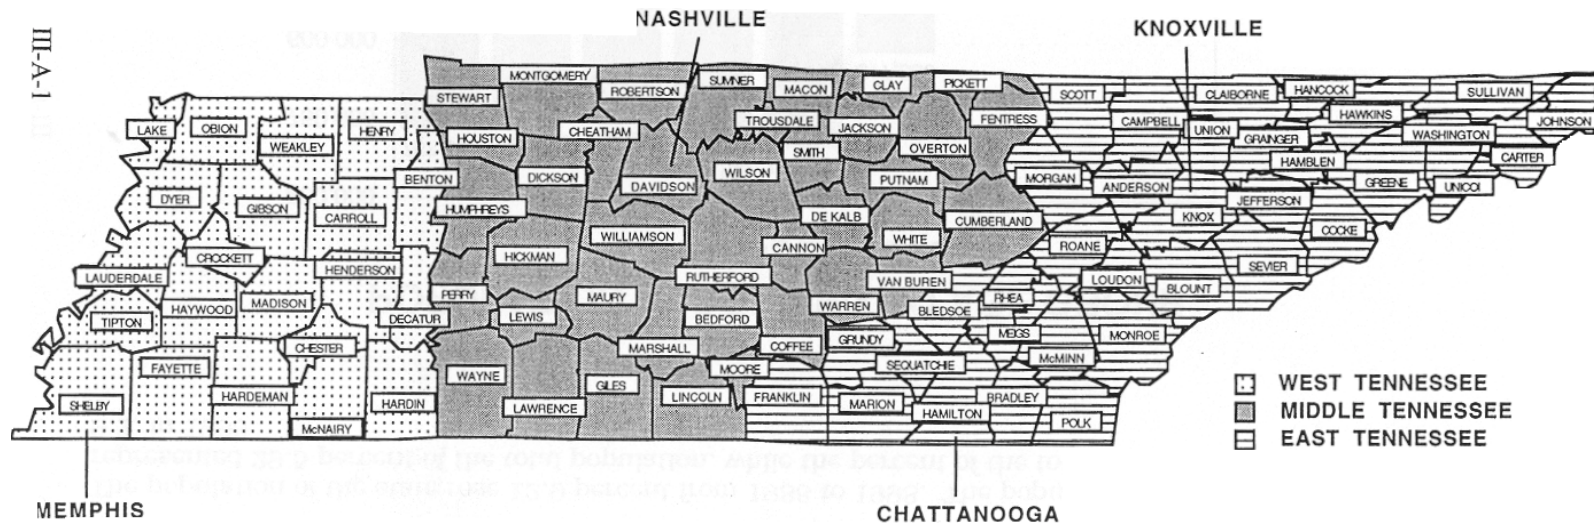 III-A-1
NASHVILLE
KNOXVILLE
MONTGOMERY
ROBERTSON
SUMNER
MACON
CLAY
PICKETT
SCOTT
CLAIBORNE
HANCOCK
SULLIVAN
STEWART
LAKE
OBION
WEAKLEY
HENRY
HOUSTON
CHEATHAM
TROUSDALE
JACKSON
FENTRESS
CAMPBELL
UNION
GRAINGER
HAWKINS
WASHINGTON
JOHNSON
OVERTON
SMITH
HAMBLEN
CARTER
BENTON
DICKSON
DAVIDSON
WILSON
PUTNAM
MORGAN
ANDERSON
JEFFERSON
GREENE
UNICOI
DYER
GIBSON
CARROLL
HUMPHREYS
WILLIAMSON
DE KALB
CUMBERLAND
KNOX
COCKE
CANNON
WHITE
ROANE
CROCKETT
HENDERSON
HICKMAN
SEVIER
LAUDERDALE
RUTHERFORD
VAN BUREN
LOUDON
BLOUNT
HAYWOOD
MADISON
PERRY
MAURY
WARREN
BLEDSOE
RHEA
TIPTON
DECATUR
LEWIS
BEDFORD
GRUNDY
MEIGS
MONROE
CHESTER
MARSHALL
COFFEE
McMINN
FAYETTE
WAYNE
GILES
MOORE
SEQUATCHIE
SHELBY
HARDEMAN
HARDIN
LAWRENCE
LINCOLN
FRANKLIN
MARION
HAMILTON
BRADLEY
POLK
McNAIRY
WEST TENNESSEE
MIDDLE TENNESSEE
EAST TENNESSEE
MEMPHIS
CHATTANOOGA